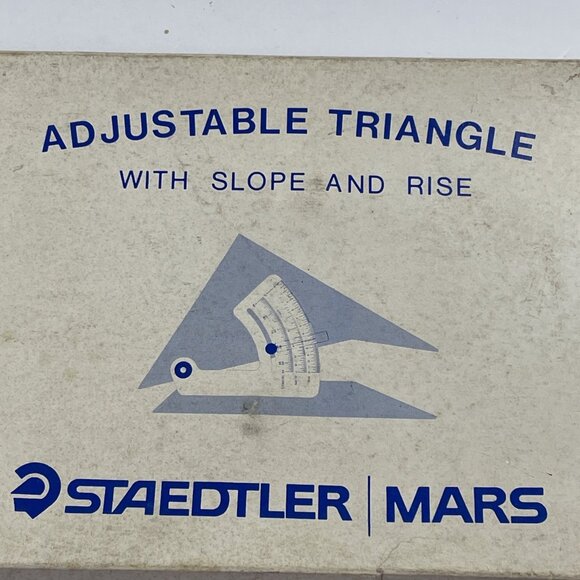 ADJUSTABLE TRIANGLE
WITH SLOPE AND RISE
STAEDTLER | MARS